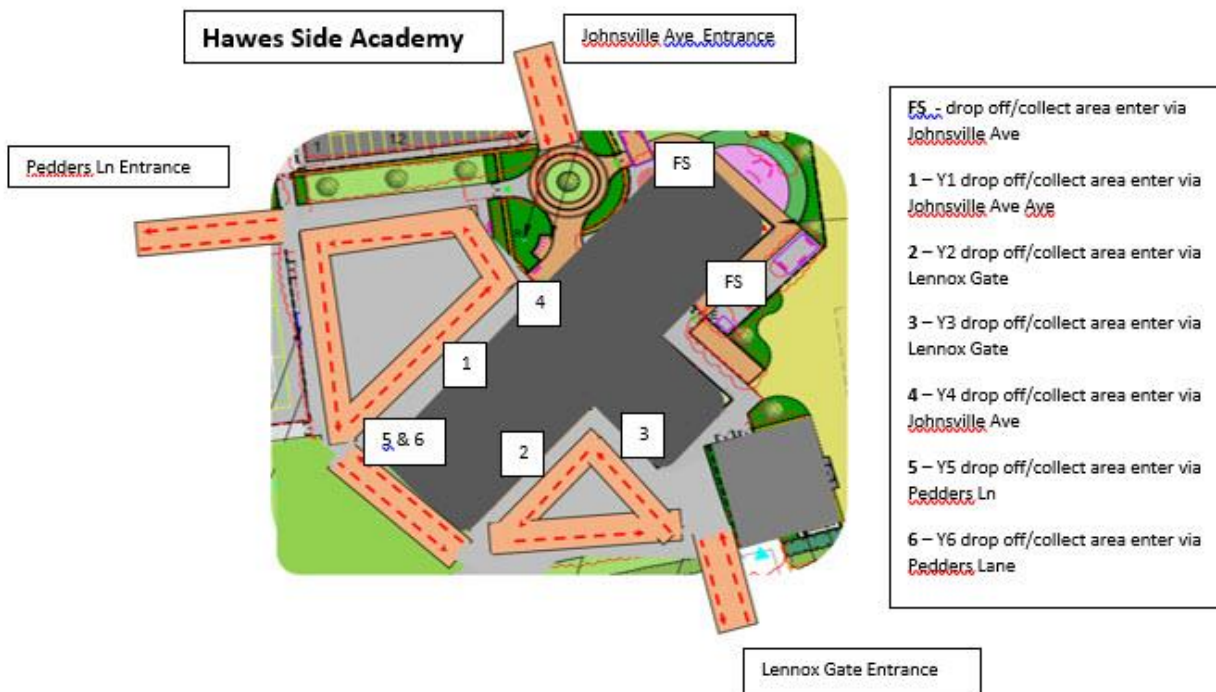 Hawes Side Academy
Johnsville Ave Entrance
Pedders Ln Entrance
12
1
FS
FS
4
1
5 & 6
2
3
Lennox Gate Entrance
FS - drop off/collect area enter via
Johnsville Ave
1 – Y1 drop off/collect area enter via
Johnsville Ave Ave
2 – Y2 drop off/collect area enter via
Lennox Gate
3 – Y3 drop off/collect area enter via
Lennox Gate
4 – Y4 drop off/collect area enter via
Johnsville Ave
5 – Y5 drop off/collect area enter via
Pedders Ln
6 – Y6 drop off/collect area enter via
Pedders Lane